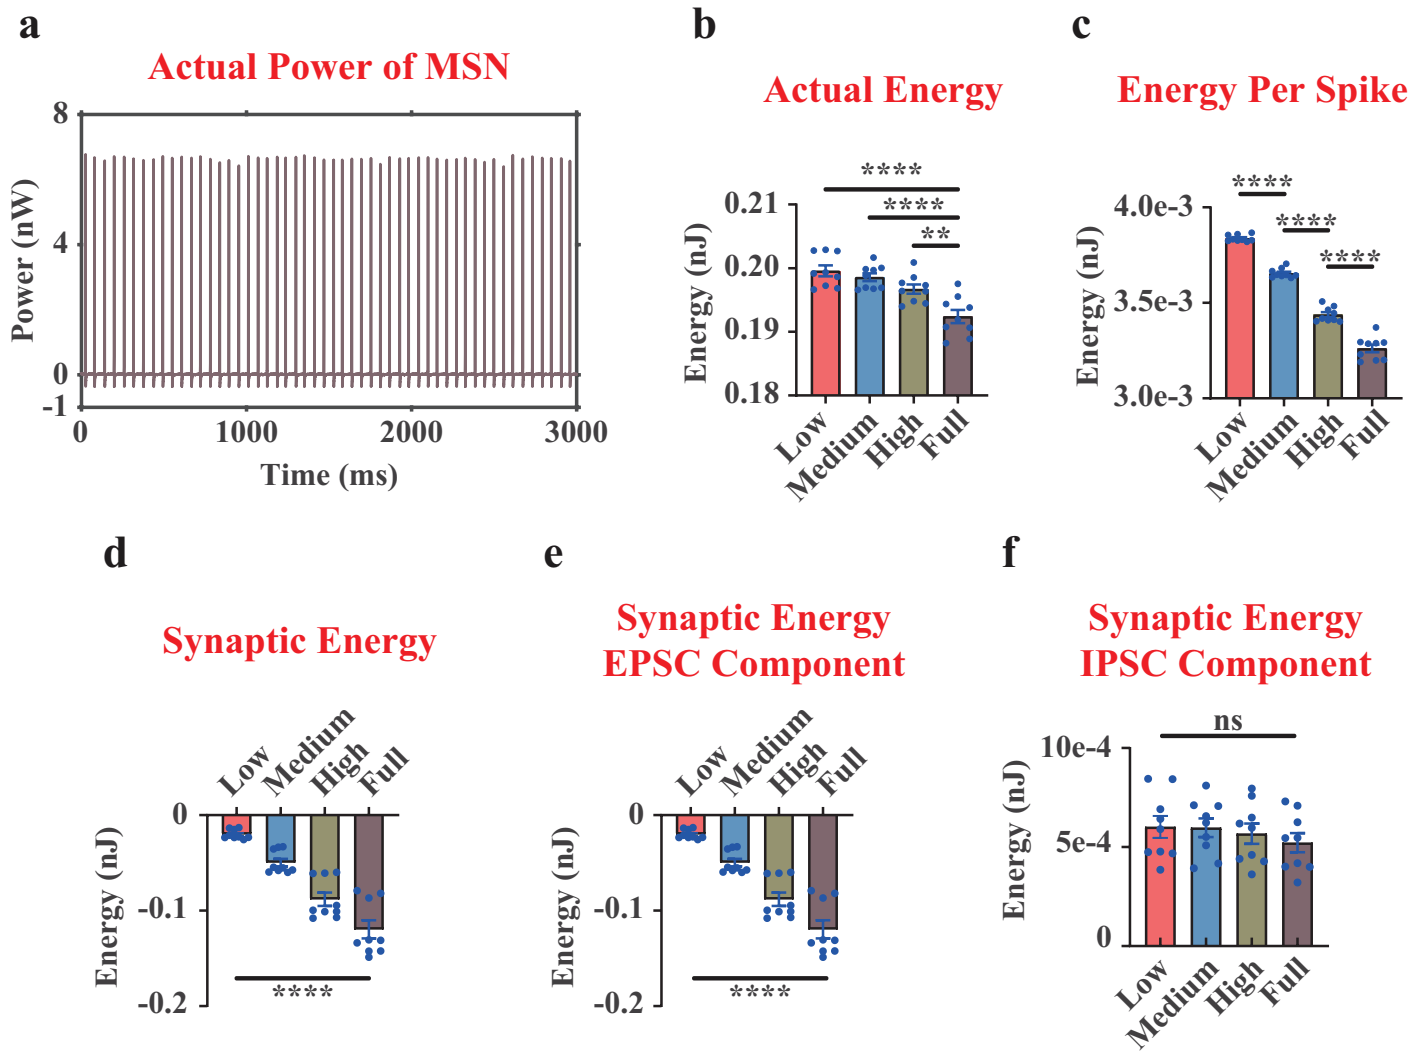 a
Actual Power of MSN
8
4
0
-1
Power (nW)
0
1000
2000
3000
Time (ms)
b
Actual Energy
****
****
**
0.21
0.20
0.19
0.18
Energy (nJ)
Low
Medium
High
Full
c
Energy Per Spike
****
****
****
4.0e-3
3.5e-3
3.0e-3
Energy (nJ)
Low
Medium
High
Full
d
Synaptic Energy
Low
Medium
High
Full
0
-0.1
-0.2
Energy (nJ)
****
e
Synaptic Energy
EPSC Component
Low
Medium
High
Full
0
-0.1
-0.2
Energy (nJ)
****
f
Synaptic Energy
IPSC Component
ns
10e-4
5e-4
0
Energy (nJ)
Low
Medium
High
Full